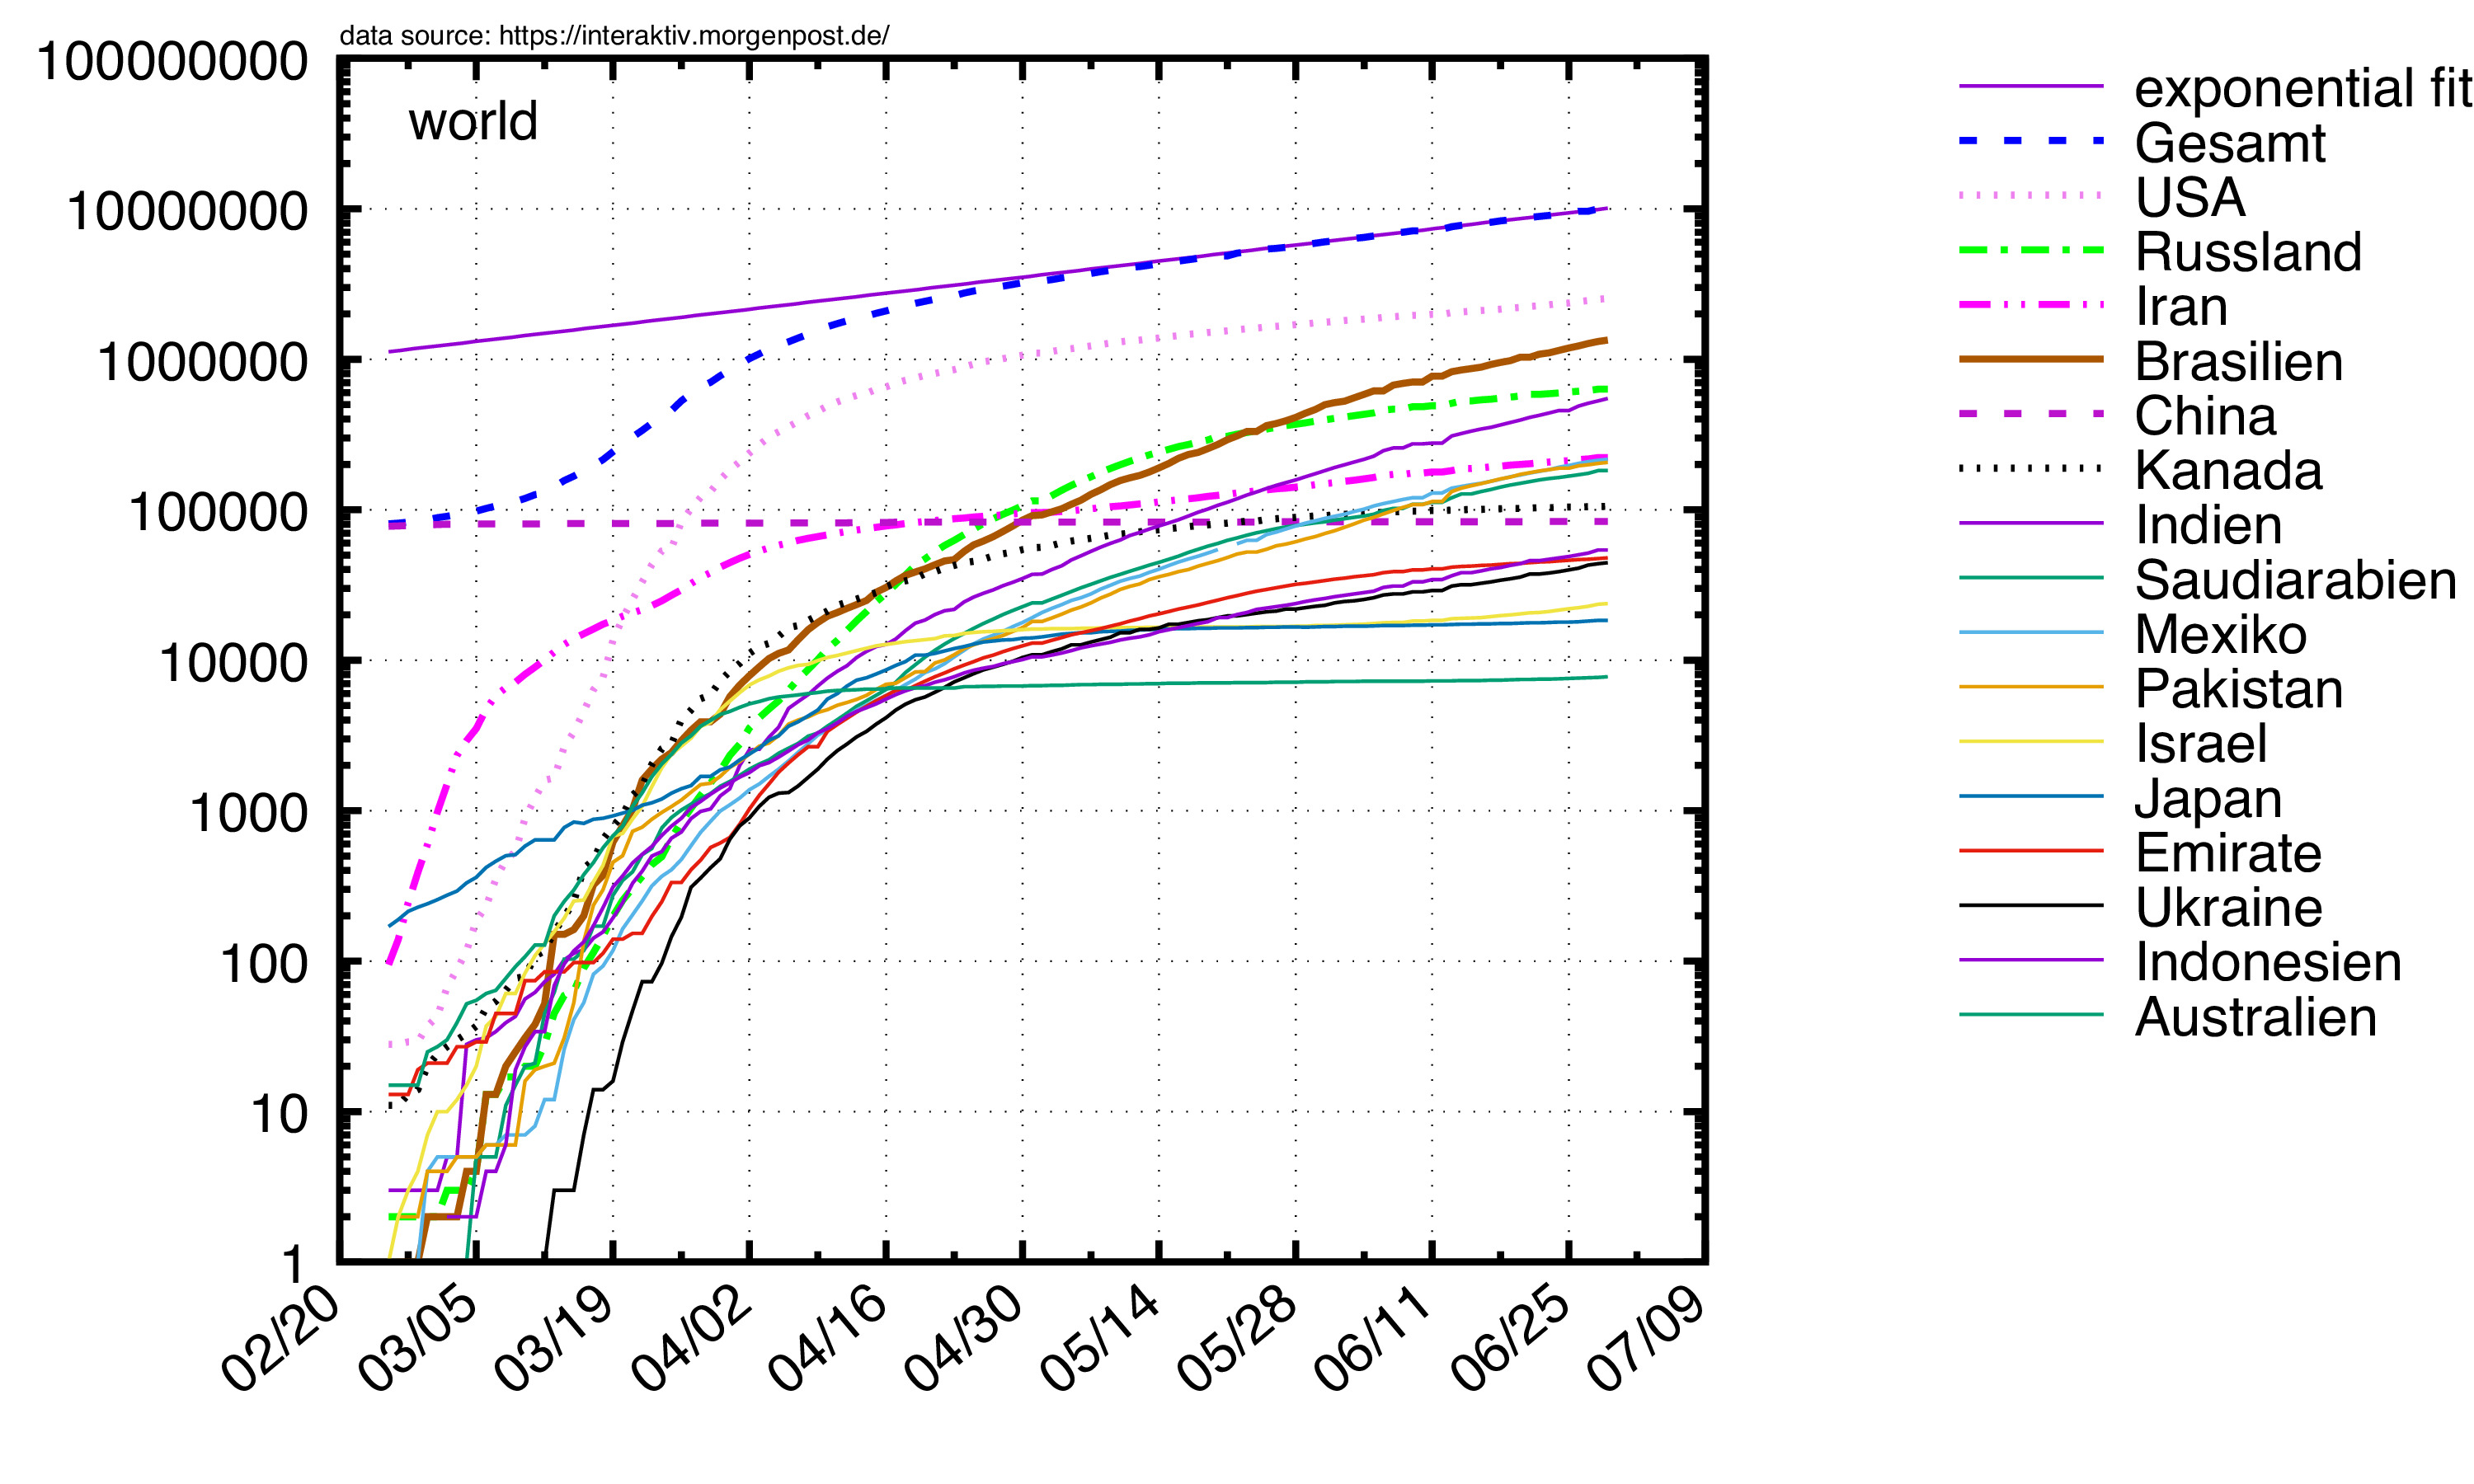 data source: https://interaktiv.morgenpost.de/
world
100000000
10000000
1000000
100000
10000
1000
100
10
1
02/20
03/05
03/19
04/02
04/16
04/30
05/14
05/28
06/11
06/25
07/09
exponential fit
Gesamt
USA
Russland
Iran
Brasilien
China
Kanada
Indien
Saudiarabien
Mexiko
Pakistan
Israel
Japan
Emirate
Ukraine
Indonesien
Australien